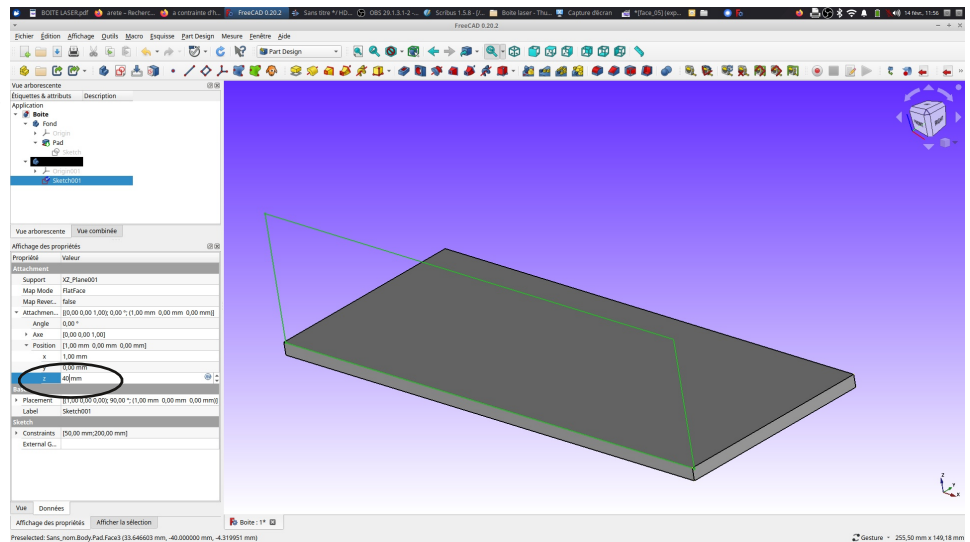 BOITE LASER.pdf arete - Recherc... a contrainte d'h... FreeCAD 0.20.2 Sans titre */ HD... OBS 29.1.3.1-2 -... Scribus 1.5.8 - [/... Boite laser - Thu... Capture d'écran *[face_05] (exp... 14 févr., 11:56
FreeCAD 0.20.2
Fichier Édition Affichage Outils Macro Esquisse Part Design Mesure Fenêtre Aide
Part Design
Vue arborescente
Étiquettes & attributs Description
Application
Boite
Fond
Origin
Pad
Sketch
Origin001
Sketch001
Vue arborescente Vue combinée
Affichage des propriétés
Propriété Valeur
Attachment
Support XZ_Plane001
Map Mode FlatFace
Map Rever... false
Attachmen... [(0,00 0,00 1,00); 0,00 °; (1,00 mm 0,00 mm 0,00 mm)]
Angle 0,00 °
Axe [0,00 0,00 1,00]
Position [1,00 mm 0,00 mm 0,00 mm]
x 1,00 mm
y 0,00 mm
z 40 mm
Placement [(1,00 0,00 0,00); 90,00 °; (1,00 mm 0,00 mm 0,00 mm)]
Label Sketch001
Sketch
Constraints [50,00 mm;200,00 mm]
External G...
Vue Données
Affichage des propriétés Afficher la sélection
Boite : 1*
Preselected: Sans_nom.Body.Pad.Face3 (33.646603 mm, -40.000000 mm, -4.319951 mm)
Gesture 255,50 mm x 149,18 mm
Z
Y
X